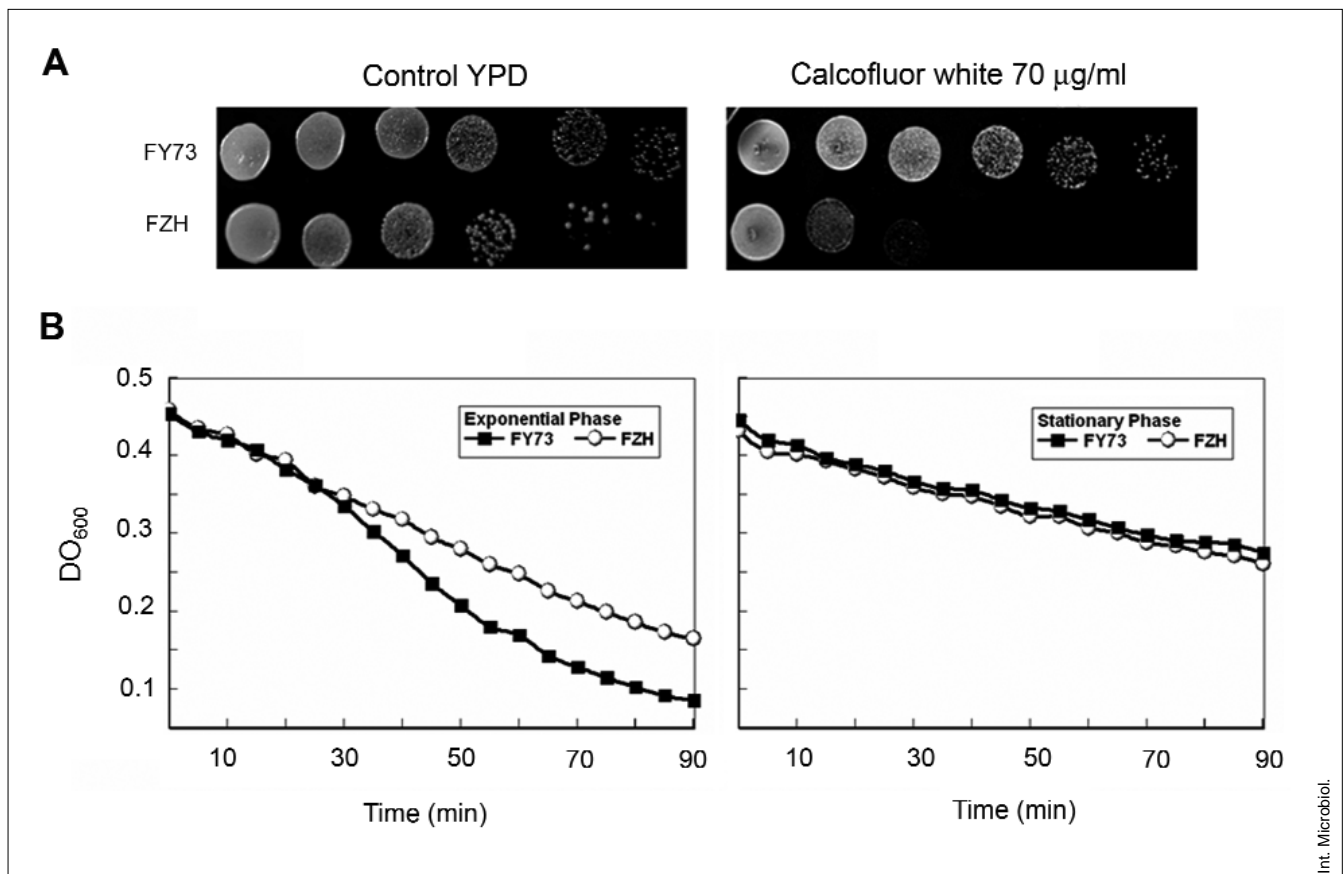 A
Control YPD
Calcofluor white 70 μg/ml
FY73
FZH
B
0.5
0.4
0.3
0.2
0.1
DO600
Exponential Phase
FY73 FZH
10 30 50 70 90
Time (min)
Stationary Phase
FY73 FZH
10 30 50 70 90
Time (min)
Int. Microbiol.